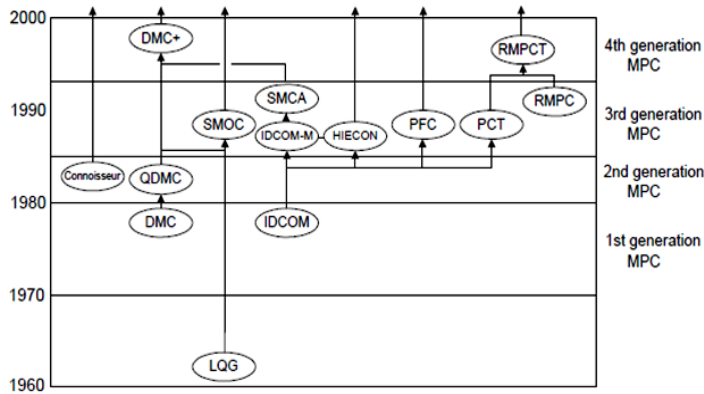 2000
DMC+
RMPCT
4th generation
MPC
1990
SMCA
RMPC
SMOC
IDCOM-M
HIECON
PFC
PCT
3rd generation
MPC
Connoisseur
QDMC
2nd generation
MPC
1980
DMC
IDCOM
1st generation
MPC
1970
LQG
1960